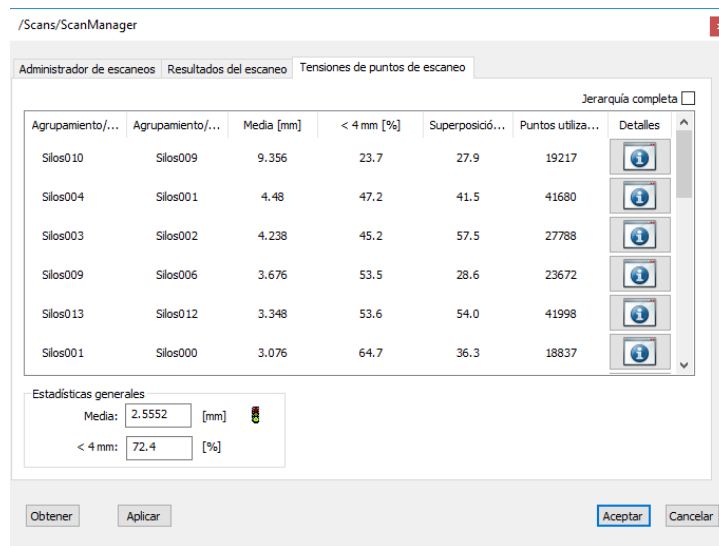 /Scans/ScanManager
Administrador de escaneos Resultados del escaneo Tensiones de puntos de escaneo
Jerarquía completa
Agrupamiento/... Agrupamiento/... Media [mm] < 4 mm [%] Superposició... Puntos utiliza... Detalles
Silos010 Silos009 9.356 23.7 27.9 19217
Silos004 Silos001 4.48 47.2 41.5 41680
Silos003 Silos002 4.238 45.2 57.5 27788
Silos009 Silos006 3.676 53.5 28.6 23672
Silos013 Silos012 3.348 53.6 54.0 41998
Silos001 Silos000 3.076 64.7 36.3 18837
Estadísticas generales
Media: 2.5552 [mm]
< 4 mm: 72.4 [%]
Obtener Aplicar Aceptar Cancelar